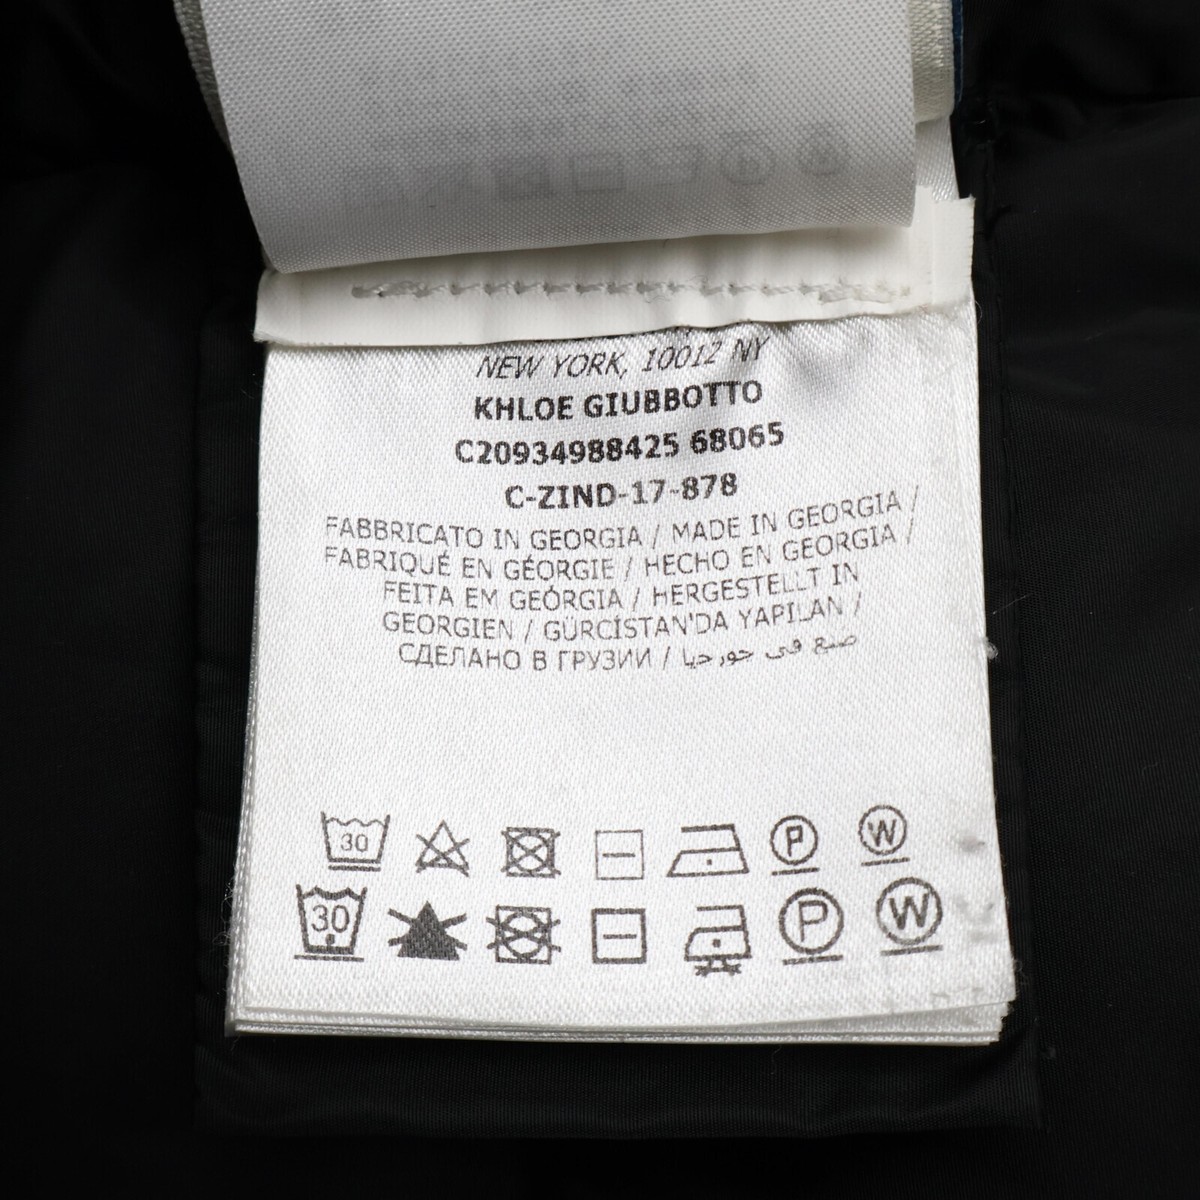 NEW YORK, 10012 NY
KHLOE GIUBBOTTO
C20934988425 68065
C-ZIND-17-878
FABBRICATO IN GEORGIA / MADE IN GEORGIA /
FABRIQUÉ EN GÉORGIE / HECHO EN GEORGIA /
FEITA EM GEÓRGIA / HERGESTELLT IN
GEORGIEN / GÜRCİSTAN'DA YAPILAN /
СДЕЛАНО В ГРУЗИИ / صنع في جورجيا
30 P W
30 P W